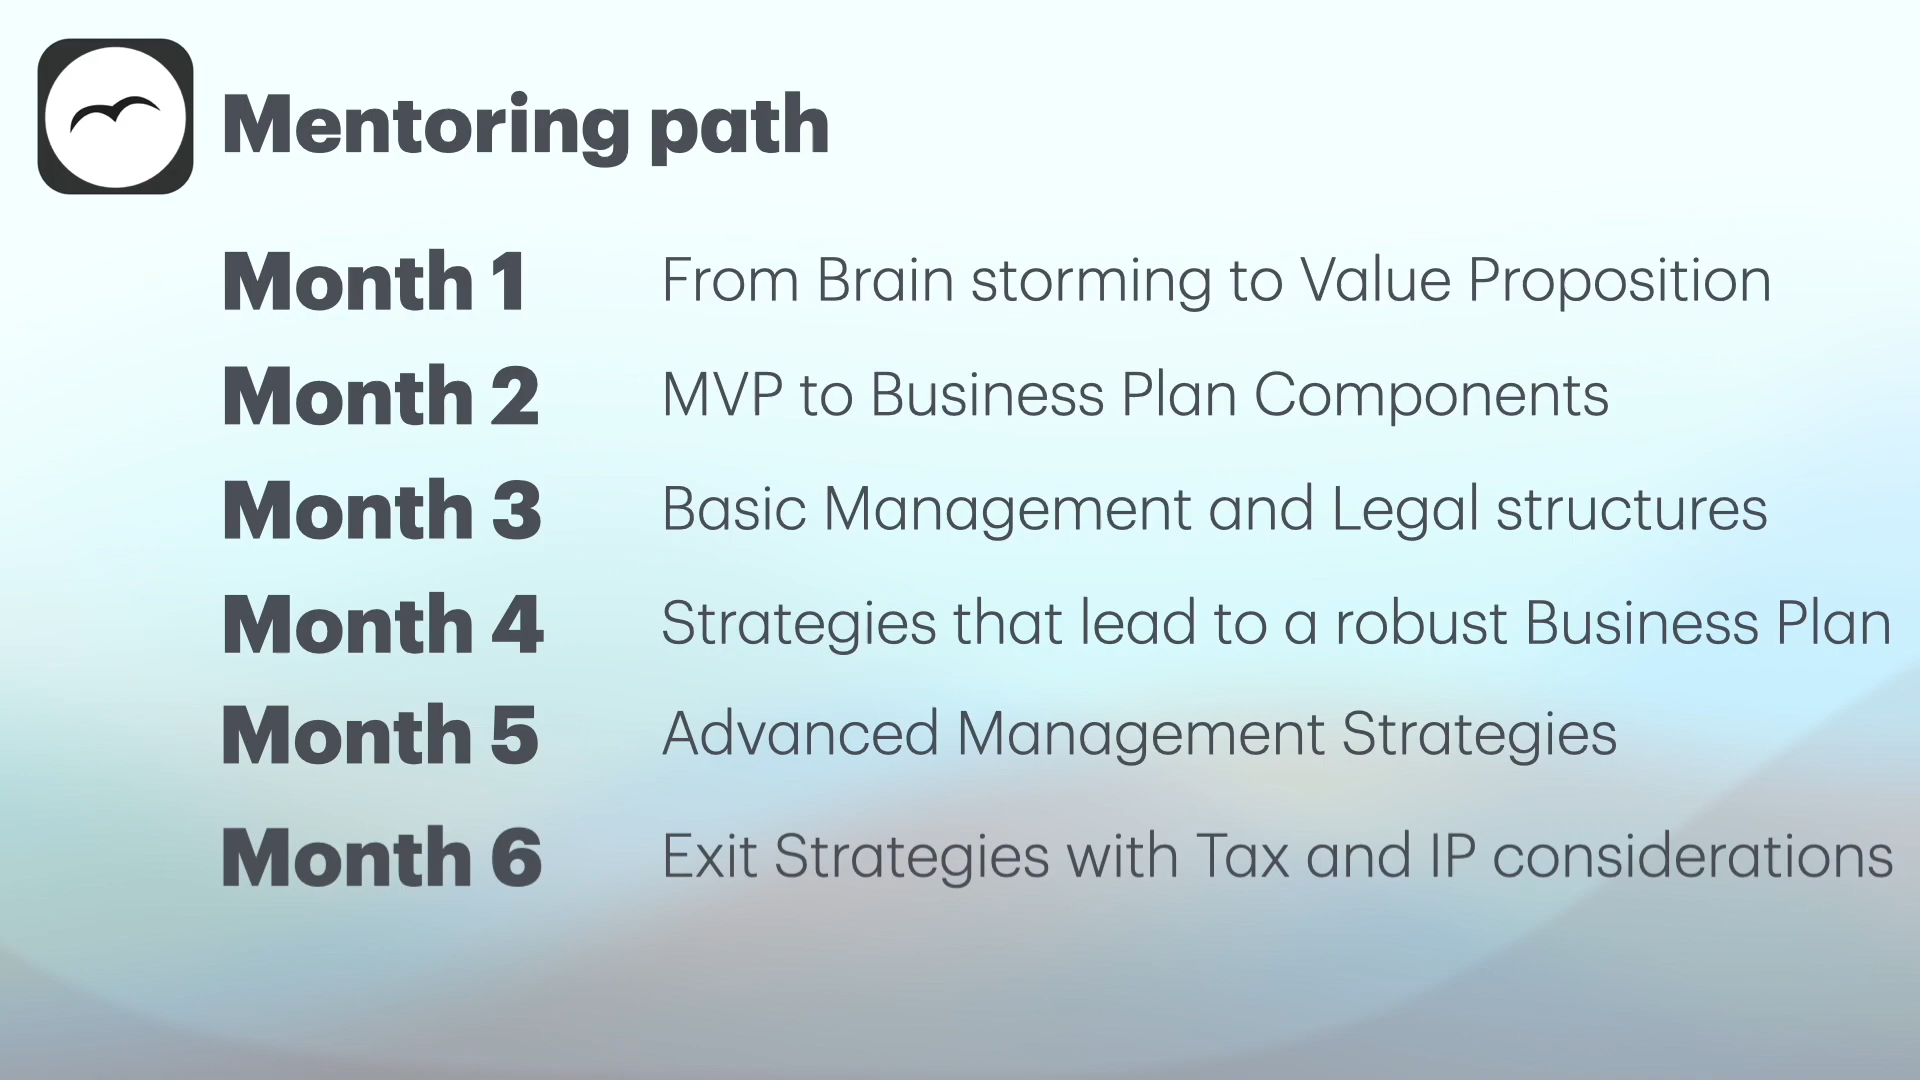 Mentoring path
Month 1 From Brain storming to Value Proposition
Month 2 MVP to Business Plan Components
Month 3 Basic Management and Legal structures
Month 4 Strategies that lead to a robust Business Plan
Month 5 Advanced Management Strategies
Month 6 Exit Strategies with Tax and IP considerations